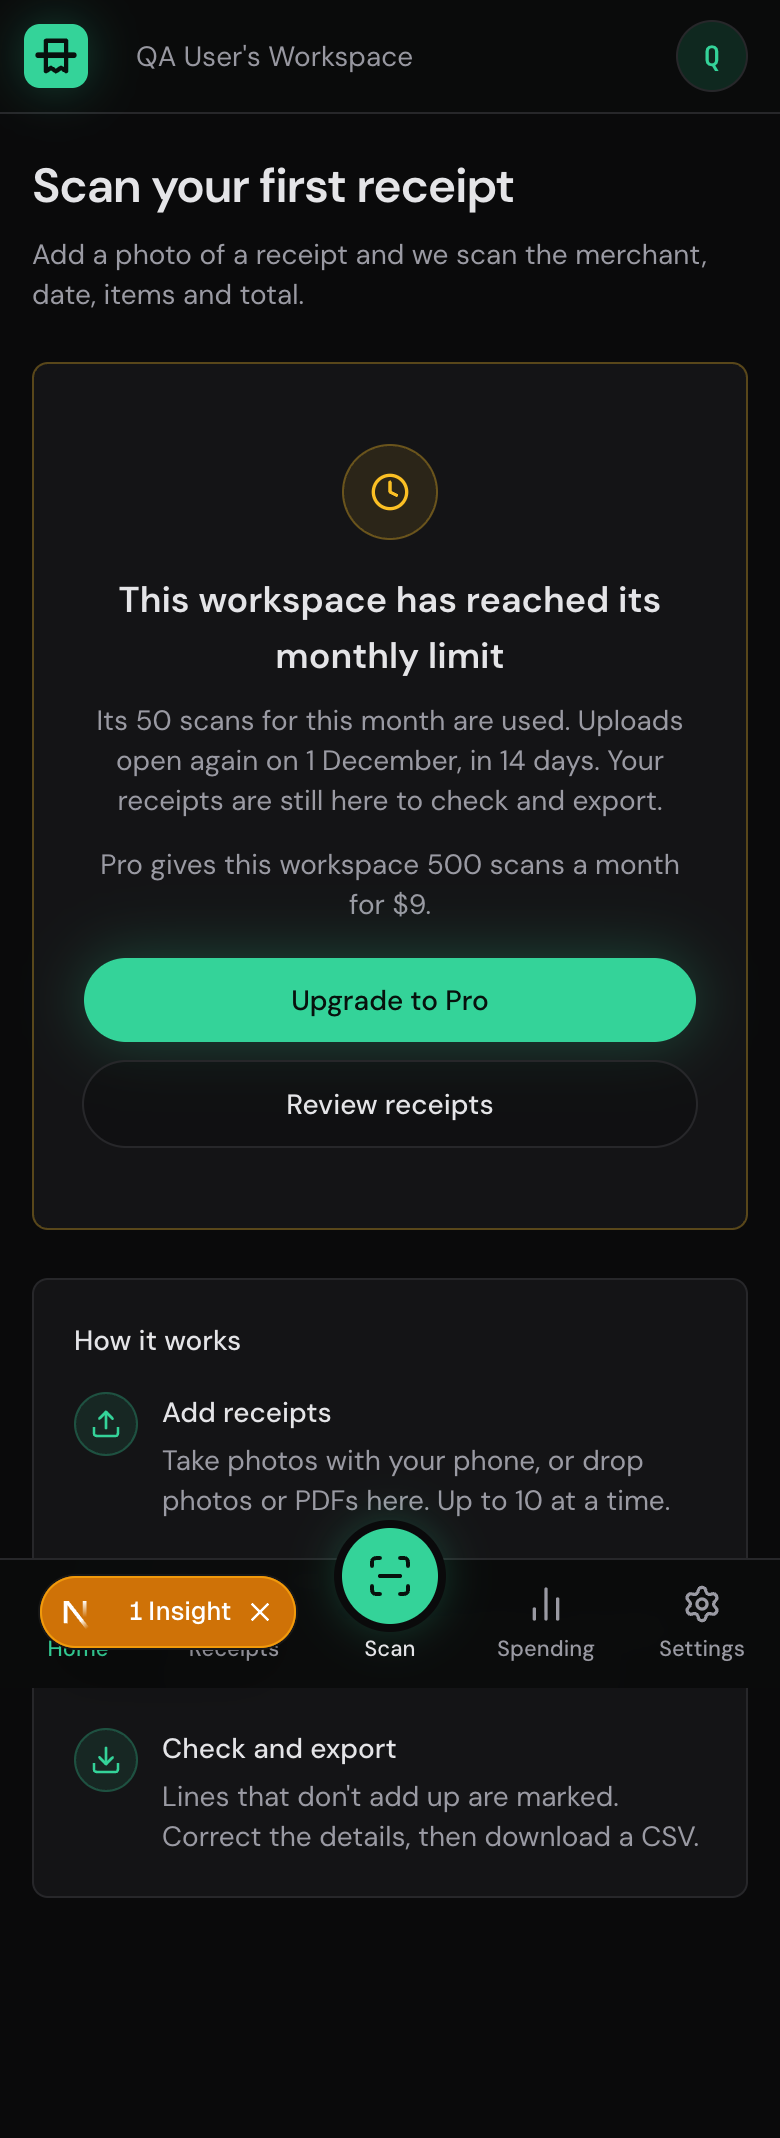 QA User's Workspace
Q
Scan your first receipt
Add a photo of a receipt and we scan the merchant,
date, items and total.
This workspace has reached its
monthly limit
Its 50 scans for this month are used. Uploads
open again on 1 December, in 14 days. Your
receipts are still here to check and export.
Pro gives this workspace 500 scans a month
for $9.
Upgrade to Pro
Review receipts
How it works
Add receipts
Take photos with your phone, or drop
photos or PDFs here. Up to 10 at a time.
N 1 Insight
Home Receipts Scan Spending Settings
Check and export
Lines that don't add up are marked.
Correct the details, then download a CSV.